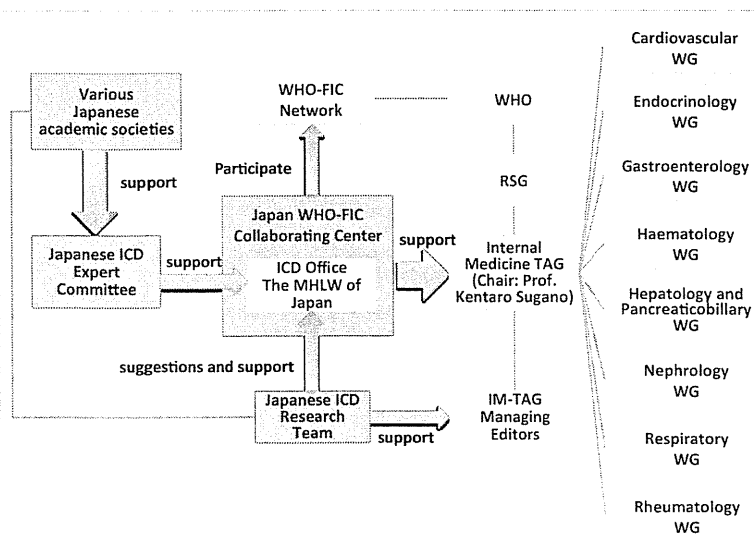 Various
Japanese
academic societies
support
Japanese ICD
Expert
Committee
support
WHO-FIC
Network
Participate
Japan WHO-FIC
Collaborating Center
ICD Office
The MHLW of
Japan
suggestions and support
Japanese ICD
Research
Team
support
support
WHO
RSG
Internal
Medicine TAG
(Chair: Prof.
Kentaro Sugano)
IM-TAG
Managing
Editors
Cardiovascular
WG
Endocrinology
WG
Gastroenterology
WG
Haematology
WG
Hepatology and
Pancreaticobillary
WG
Nephrology
WG
Respiratory
WG
Rheumatology
WG